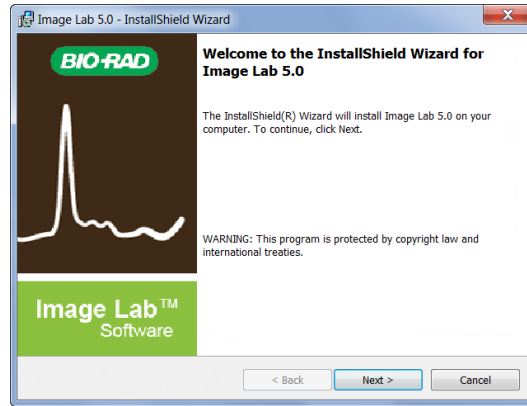 Image Lab 5.0 - InstallShield Wizard
BIO-RAD
Welcome to the InstallShield Wizard for
Image Lab 5.0
The InstallShield(R) Wizard will install Image Lab 5.0 on your
computer. To continue, click Next.
WARNING: This program is protected by copyright law and
international treaties.
Image Lab™
Software
< Back
Next >
Cancel